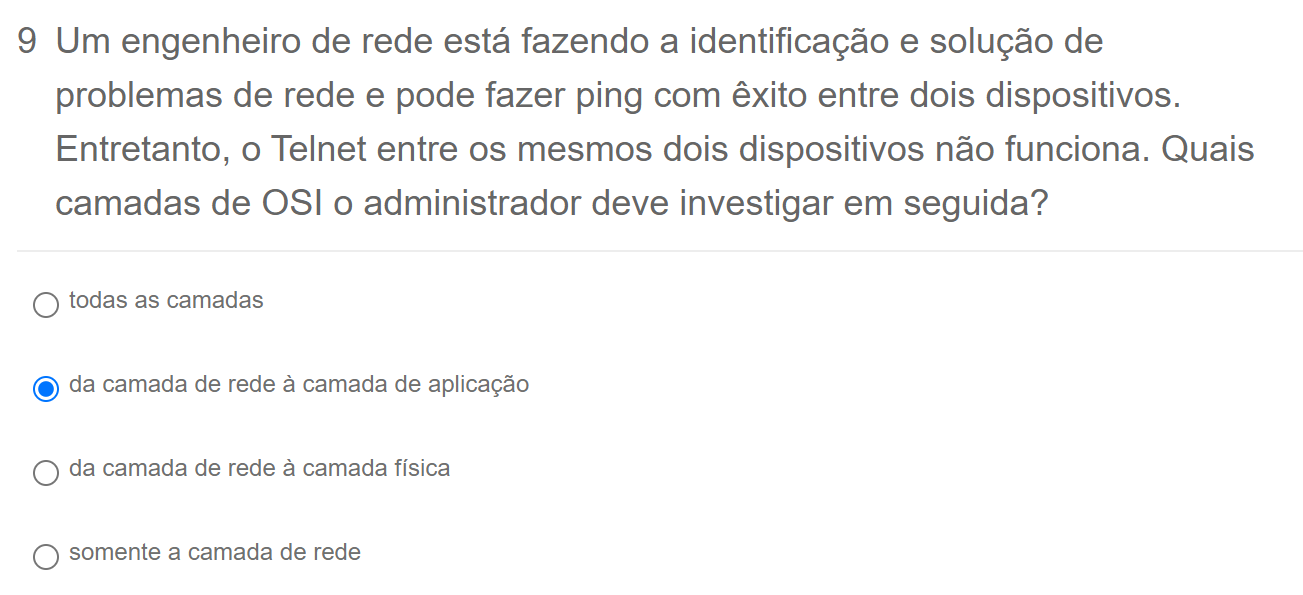 9 Um engenheiro de rede está fazendo a identificação e solução de
problemas de rede e pode fazer ping com êxito entre dois dispositivos.
Entretanto, o Telnet entre os mesmos dois dispositivos não funciona. Quais
camadas de OSI o administrador deve investigar em seguida?
todas as camadas
da camada de rede à camada de aplicação
da camada de rede à camada física
somente a camada de rede